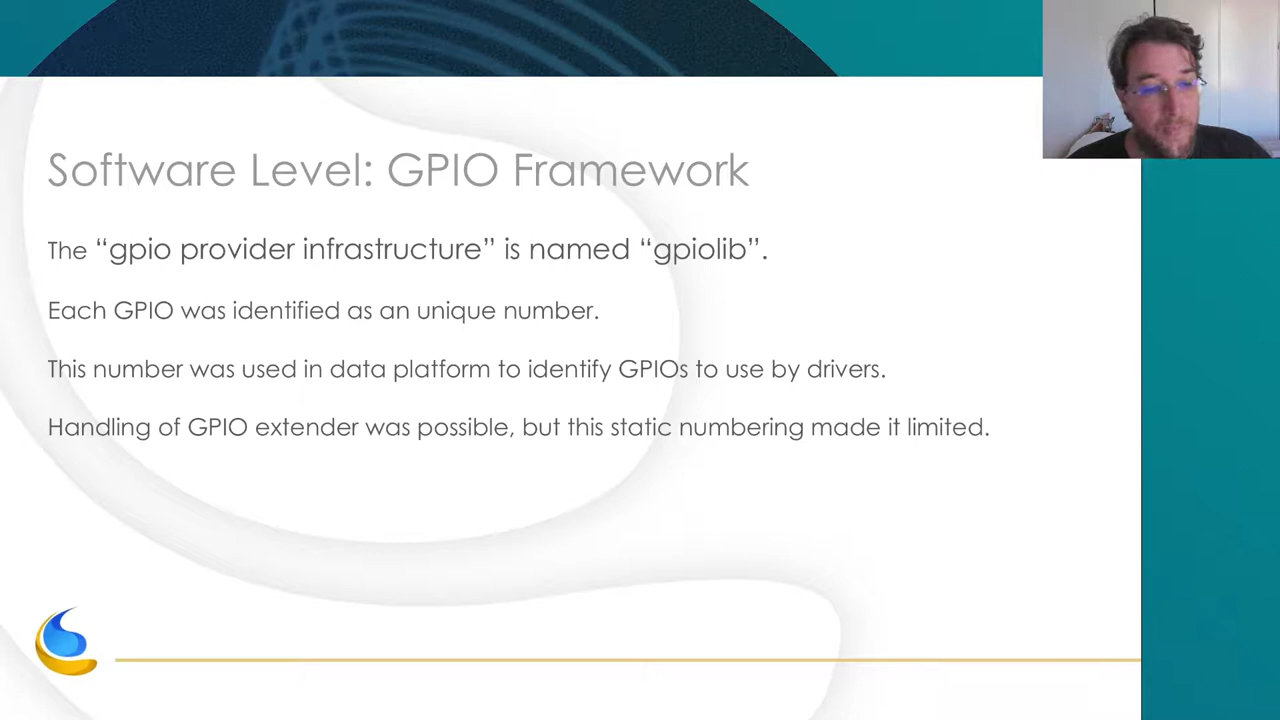 Software Level: GPIO Framework
The “gpio provider infrastructure” is named “gpiolib”.
Each GPIO was identified as an unique number.
This number was used in data platform to identify GPIOs to use by drivers.
Handling of GPIO extender was possible, but this static numbering made it limited.